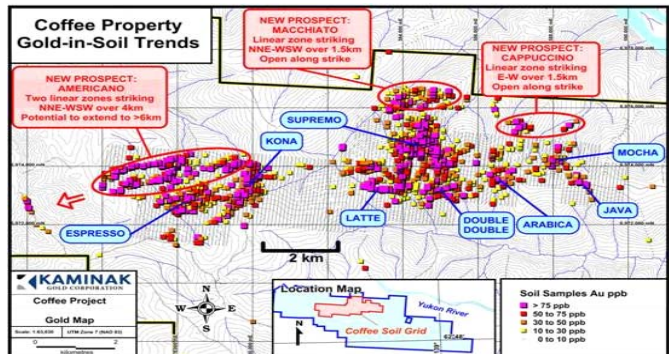 Coffee Property
Gold-in-Soil Trends
NEW PROSPECT:
MACCHIATO
Linear zone striking
NNE-WSW over 1.5km
Open along strike
NEW PROSPECT:
CAPPUCCINO
Linear zone striking
E-W over 1.5km
Open along strike
NEW PROSPECT:
AMERICANO
Two linear zones striking
NNE-WSW over 4km
Potential to extend to >6km
SUPREMO
KONA
MOCHA
ESPRESSO
LATTE
DOUBLE
DOUBLE
ARABICA
JAVA
2 km
KAMINAK
GOLD CORPORATION
Coffee Project
Gold Map
0 2
kilometres
N
W E
S
Location Map
Yukon River
Coffee Soil Grid
N
62°48'
Soil Samples Au ppb
> 75 ppb
50 to 75 ppb
30 to 50 ppb
10 to 30 ppb
0 to 10 ppb